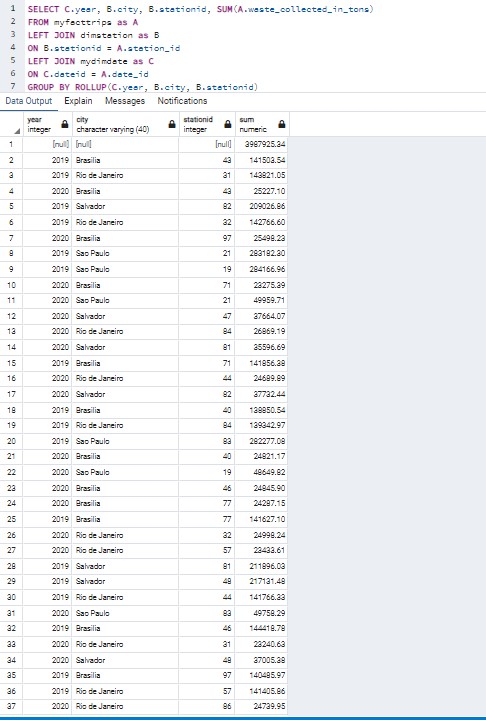 1 SELECT C.year, B.city, B.stationid, SUM(A.waste_collected_in_tons)
2 FROM myfacttrips as A
3 LEFT JOIN dimstation as B
4 ON B.stationid = A.station_id
5 LEFT JOIN mydimdate as C
6 ON C.dateid = A.date_id
7 GROUP BY ROLLUP(C.year, B.city, B.stationid)
Data Output Explain Messages Notifications
year integer city character varying (40) stationid integer sum numeric
1 [null] [null] [null] 3987925.34
2 2019 Brasilia 43 141503.54
3 2019 Rio de Janeiro 31 143821.05
4 2020 Brasilia 43 25227.10
5 2019 Salvador 82 209026.86
6 2019 Rio de Janeiro 32 142766.60
7 2020 Brasilia 97 25498.23
8 2019 Sao Paulo 21 283182.30
9 2019 Sao Paulo 19 284166.96
10 2020 Brasilia 71 23275.39
11 2020 Sao Paulo 21 49959.71
12 2020 Salvador 47 37664.07
13 2020 Rio de Janeiro 84 26869.19
14 2020 Salvador 81 35596.69
15 2019 Brasilia 71 141856.38
16 2020 Rio de Janeiro 44 24689.89
17 2020 Salvador 82 37732.44
18 2019 Brasilia 40 138850.54
19 2019 Rio de Janeiro 84 139342.97
20 2019 Sao Paulo 83 282277.08
21 2020 Brasilia 40 24821.17
22 2020 Sao Paulo 19 48649.82
23 2020 Brasilia 46 24845.90
24 2020 Brasilia 77 24287.15
25 2019 Brasilia 77 141627.10
26 2020 Rio de Janeiro 32 24998.24
27 2020 Rio de Janeiro 57 23433.61
28 2019 Salvador 81 211896.03
29 2019 Salvador 48 217131.48
30 2019 Rio de Janeiro 44 141766.33
31 2020 Sao Paulo 83 49758.29
32 2019 Brasilia 46 144418.78
33 2020 Rio de Janeiro 31 23240.63
34 2020 Salvador 48 37005.38
35 2019 Brasilia 97 140485.97
36 2019 Rio de Janeiro 57 141405.86
37 2020 Rio de Janeiro 86 24739.95